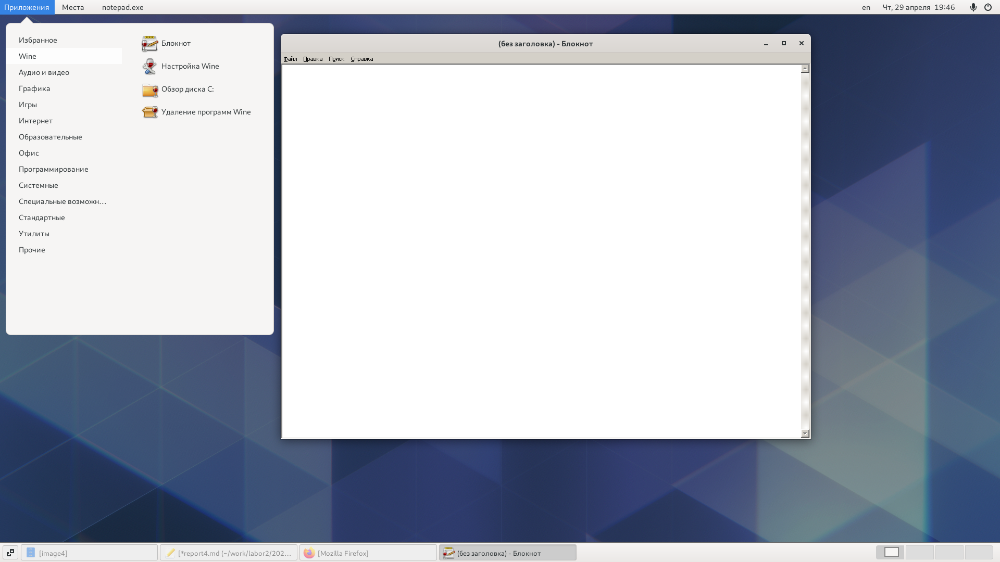 Приложения Места notepad.exe en Чт, 29 апреля 19:46
Избранное
Wine
Аудио и видео
Графика
Игры
Интернет
Образовательные
Офис
Программирование
Системные
Специальные возможн…
Стандартные
Утилиты
Прочие
Блокнот
Настройка Wine
Обзор диска C:
Удаление программ Wine
(без заголовка) - Блокнот
Файл Правка Поиск Справка
[image4] [*report4.md (~/work/labor2/202… [Mozilla Firefox] (без заголовка) - Блокнот